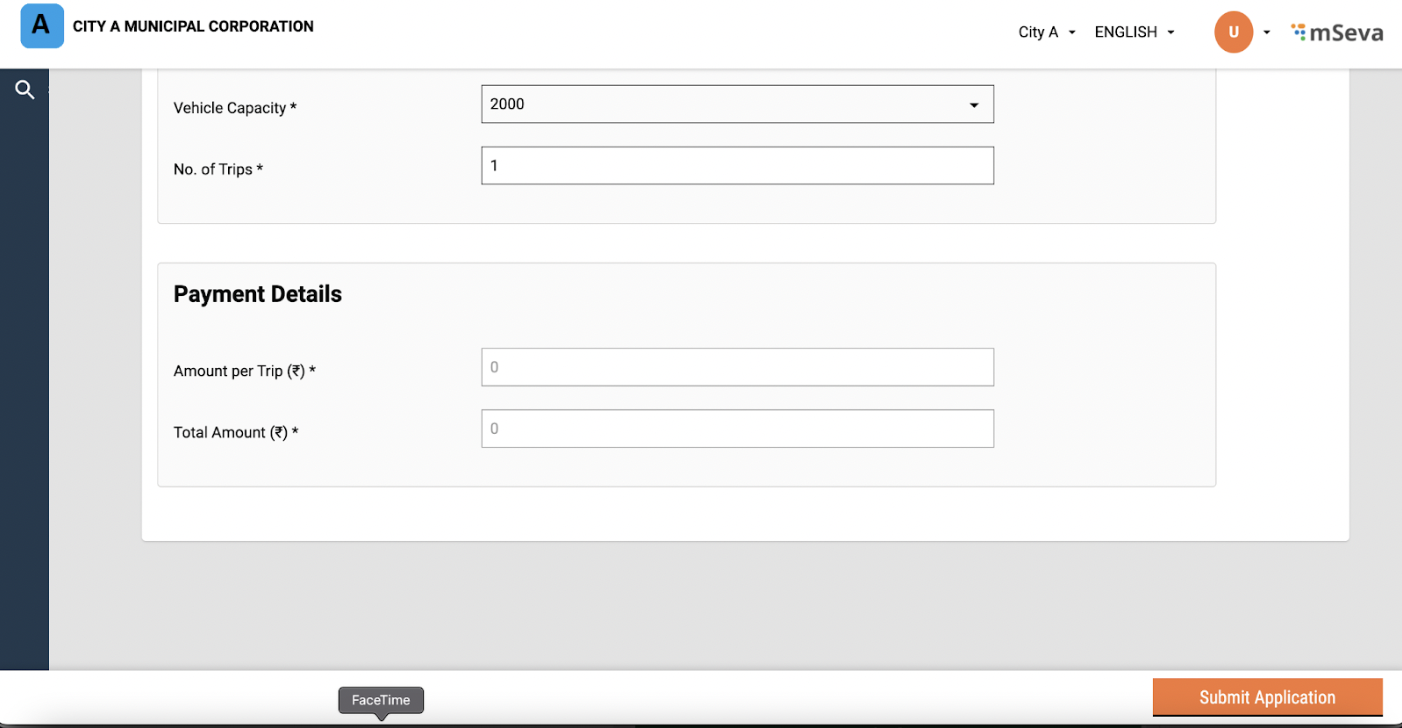 A CITY A MUNICIPAL CORPORATION City A ENGLISH U mSeva
Vehicle Capacity * 2000
No. of Trips * 1
Payment Details
Amount per Trip (₹) * 0
Total Amount (₹) * 0
Submit Application
FaceTime